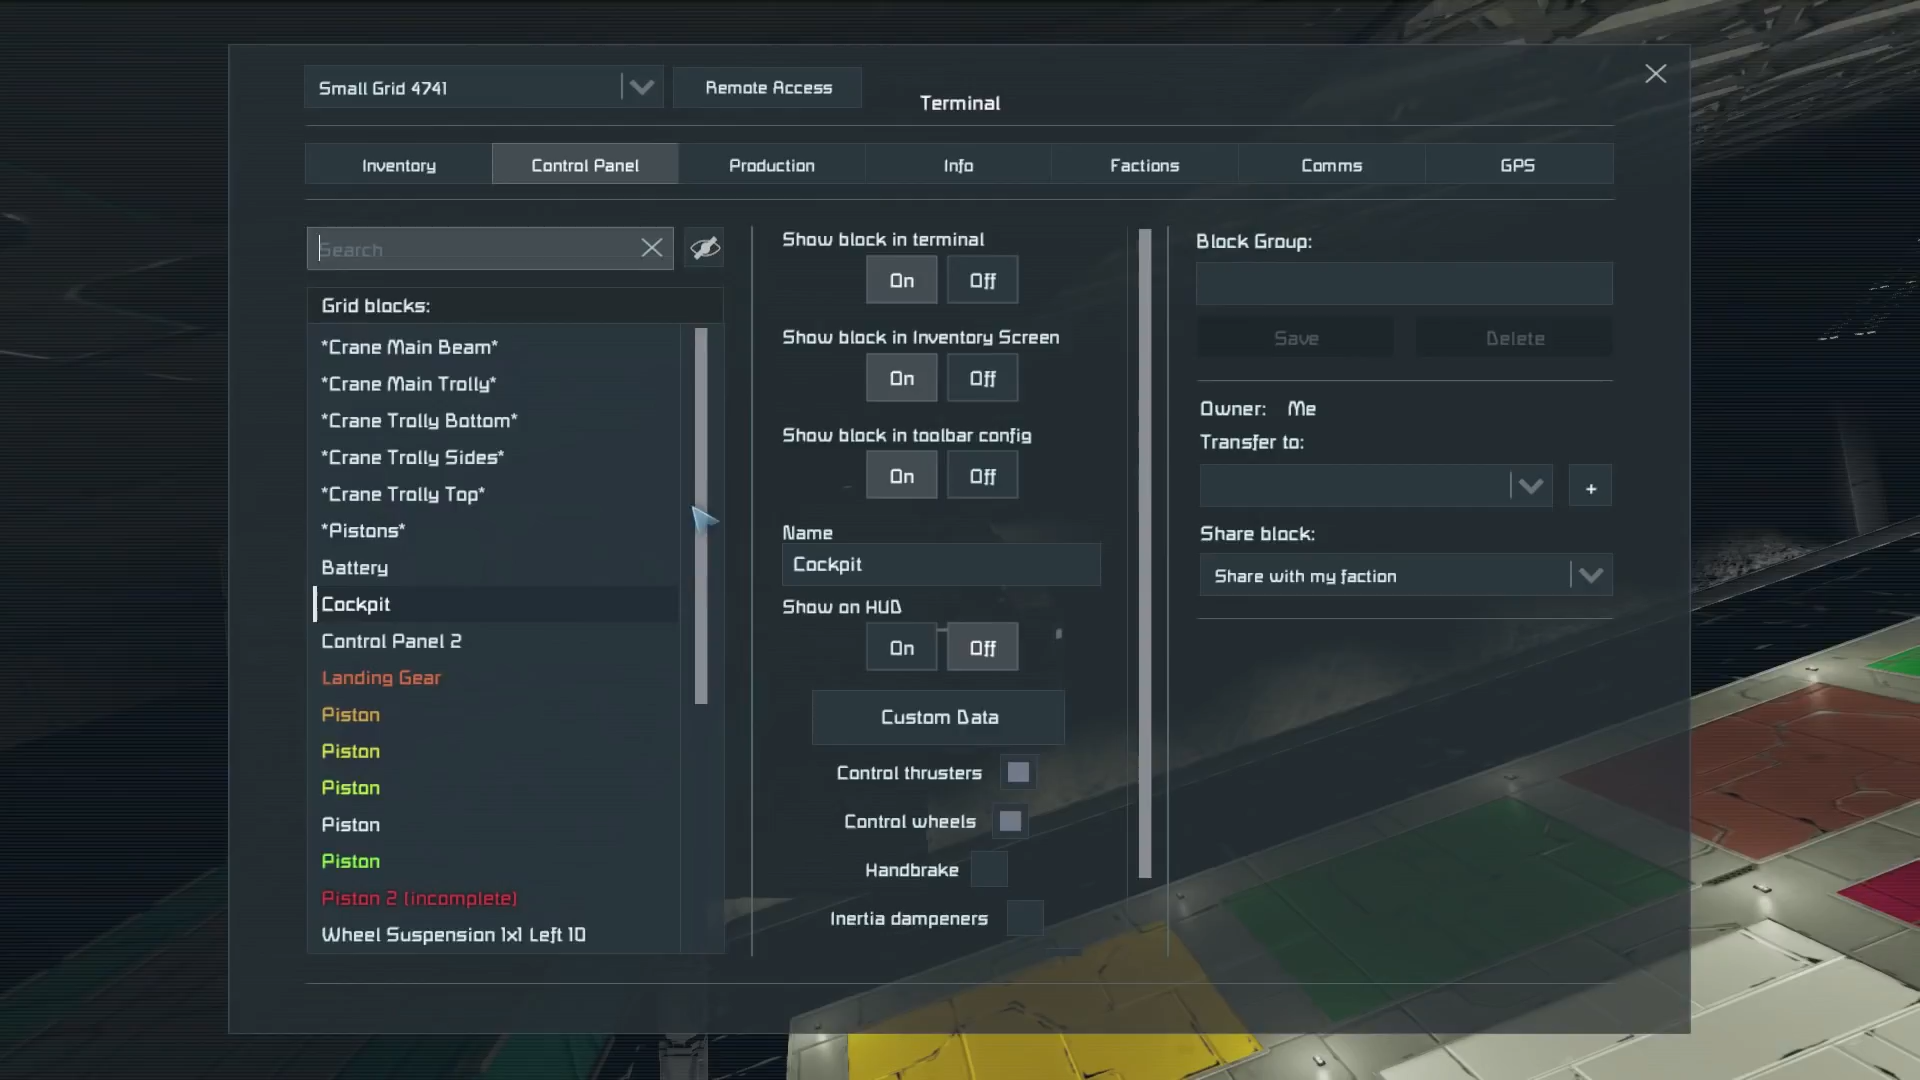 Small Grid 4741
Remote Access
Terminal
Inventory
Control Panel
Production
Info
Factions
Comms
GPS
Search
Grid blocks:
*Crane Main Beam*
*Crane Main Trolly*
*Crane Trolly Bottom*
*Crane Trolly Sides*
*Crane Trolly Top*
*Pistons*
Battery
Cockpit
Control Panel 2
Landing Gear
Piston
Piston
Piston
Piston
Piston
Piston 2 (incomplete)
Wheel Suspension 1x1 Left 10
Show block in terminal
On
Off
Show block in Inventory Screen
On
Off
Show block in toolbar config
On
Off
Name
Cockpit
Show on HUD
On
Off
Custom Data
Control thrusters
Control wheels
Handbrake
Inertia dampeners
Block Group:
Save
Delete
Owner: Me
Transfer to:
+
Share block:
Share with my faction